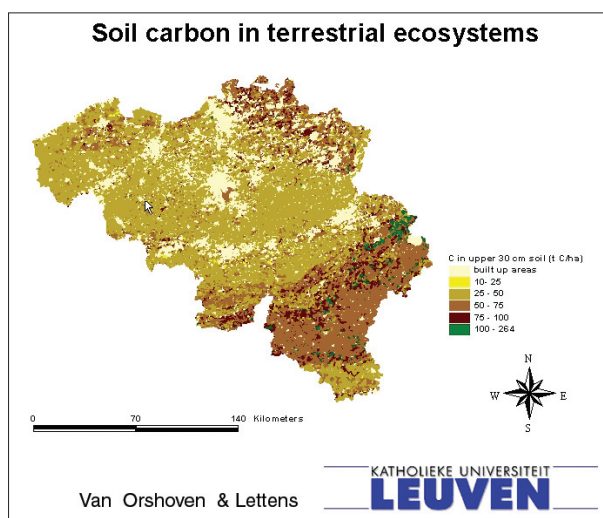 Soil carbon in terrestrial ecosystems
C in upper 30 cm soil (t C/ha)
built up areas
10- 25
25 - 50
50 - 75
75 - 100
100 - 264
N
W E
S
0 70 140 Kilometers
Van Orshoven & Lettens
KATHOLIEKE UNIVERSITEIT
LEUVEN